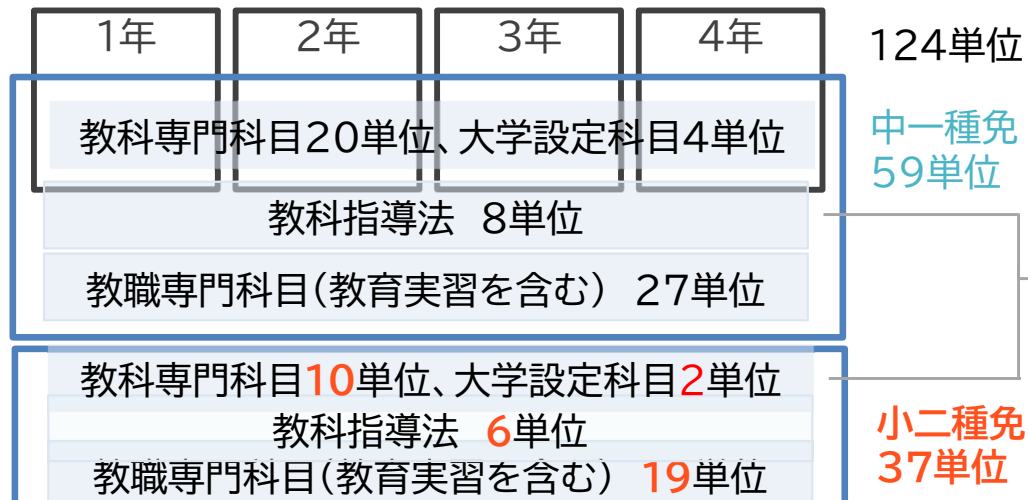 1年 2年 3年 4年
124単位
教科専門科目20単位、大学設定科目4単位
中一種免
59単位
教科指導法 8単位
教職専門科目(教育実習を含む) 27単位
教科専門科目10単位、大学設定科目2単位
教科指導法 6単位
教職専門科目(教育実習を含む) 19単位
小二種免
37単位